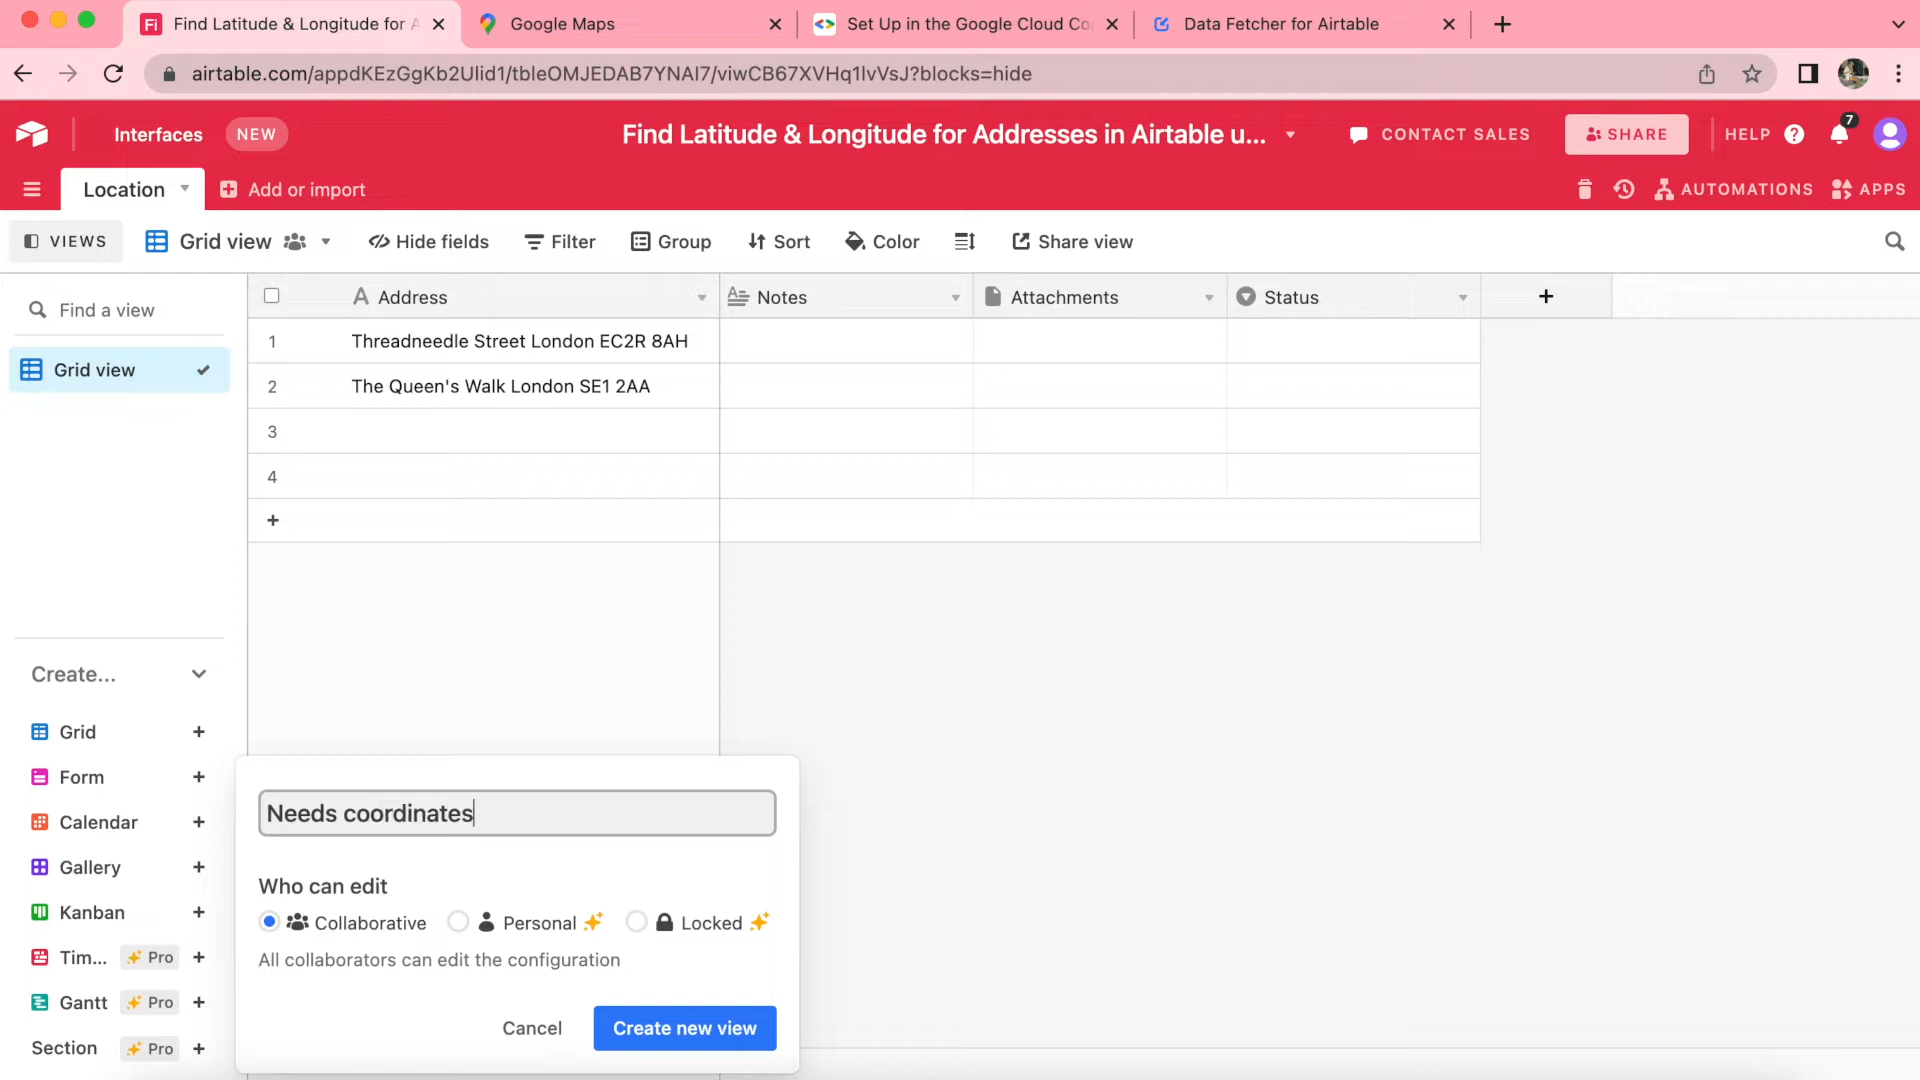 Find Latitude & Longitude for A
Google Maps
Set Up in the Google Cloud Co
Data Fetcher for Airtable
airtable.com/appdKEzGgKb2Ulid1/tbleOMJEDAB7YNAI7/viwCB67XVHq1IvVsJ?blocks=hide
Interfaces
NEW
Find Latitude & Longitude for Addresses in Airtable u...
CONTACT SALES
SHARE
HELP
7
Location
Add or import
AUTOMATIONS
APPS
VIEWS
Grid view
Hide fields
Filter
Group
Sort
Color
Share view
Find a view
Grid view
Address
Notes
Attachments
Status
1 Threadneedle Street London EC2R 8AH
2 The Queen's Walk London SE1 2AA
3
4
Create...
Grid
Form
Calendar
Gallery
Kanban
Tim... Pro
Gantt Pro
Section Pro
Needs coordinates
Who can edit
Collaborative
Personal
Locked
All collaborators can edit the configuration
Cancel
Create new view